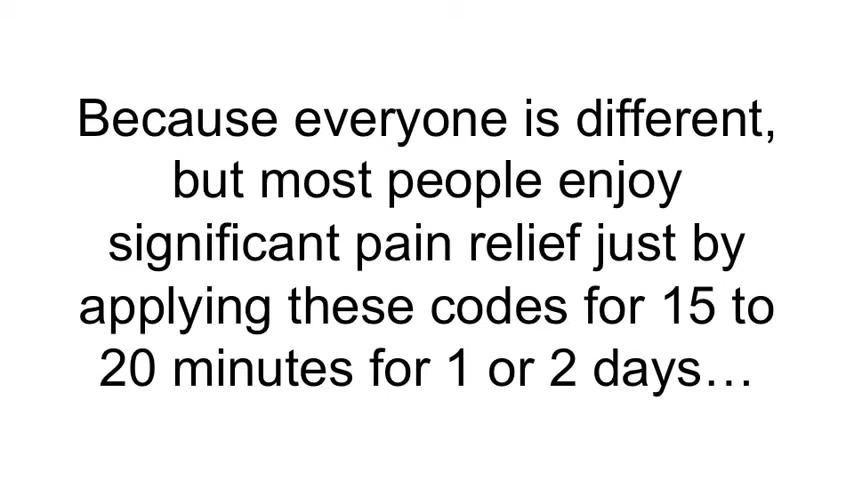 Because everyone is different,
but most people enjoy
significant pain relief just by
applying these codes for 15 to
20 minutes for 1 or 2 days…